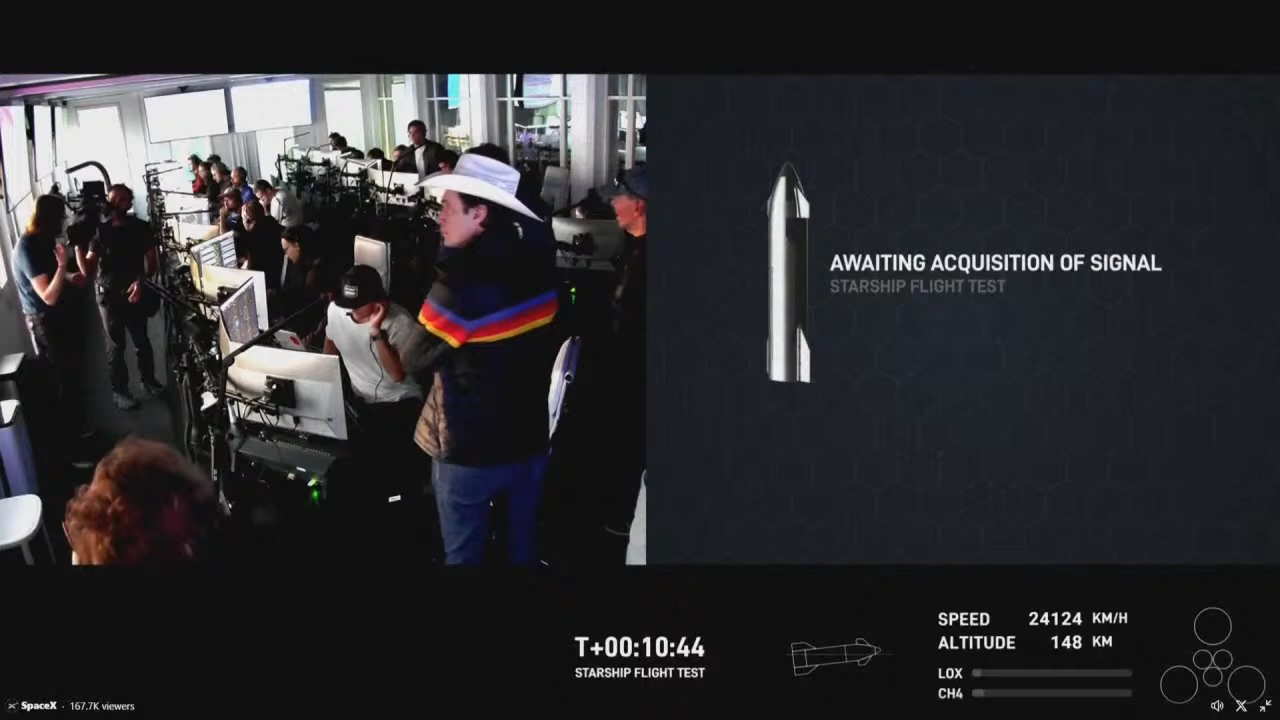 AWAITING ACQUISITION OF SIGNAL
STARSHIP FLIGHT TEST
T+00:10:44
STARSHIP FLIGHT TEST
SPEED 24124 KM/H
ALTITUDE 148 KM
LOX
CH4
SpaceX · 167.7K viewers